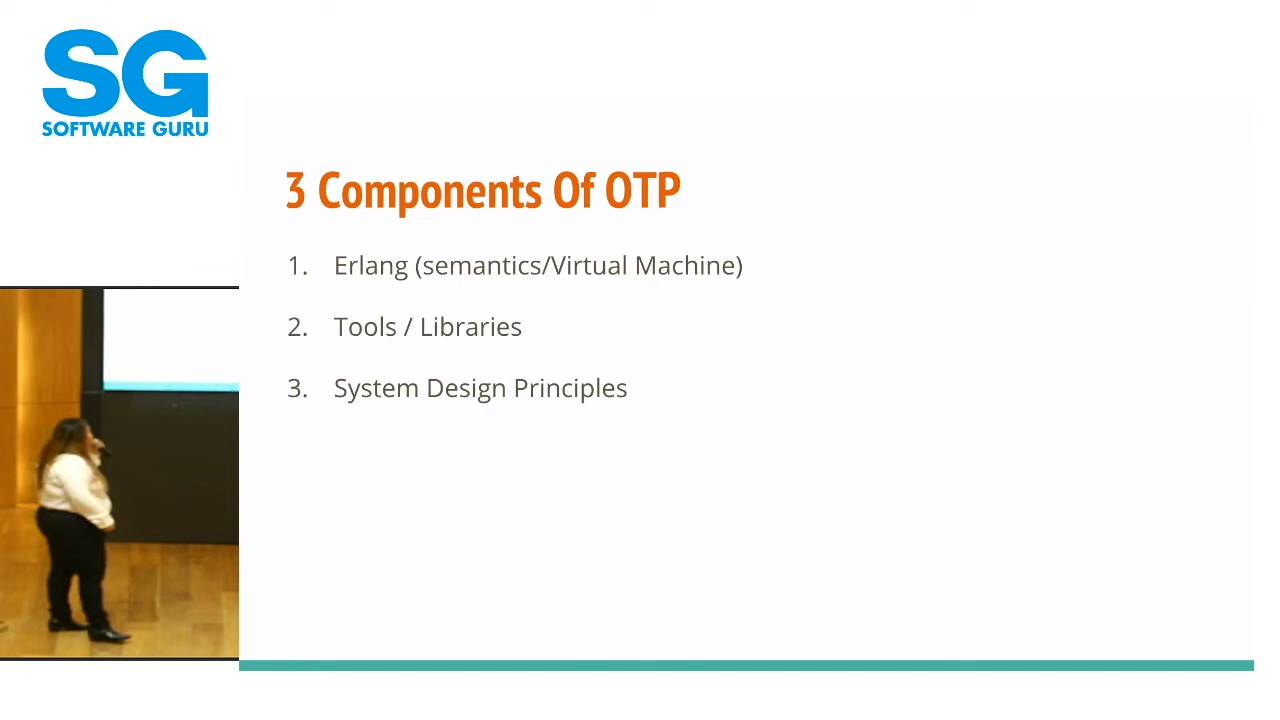 SG
SOFTWARE GURU
3 Components Of OTP
1. Erlang (semantics/Virtual Machine)
2. Tools / Libraries
3. System Design Principles